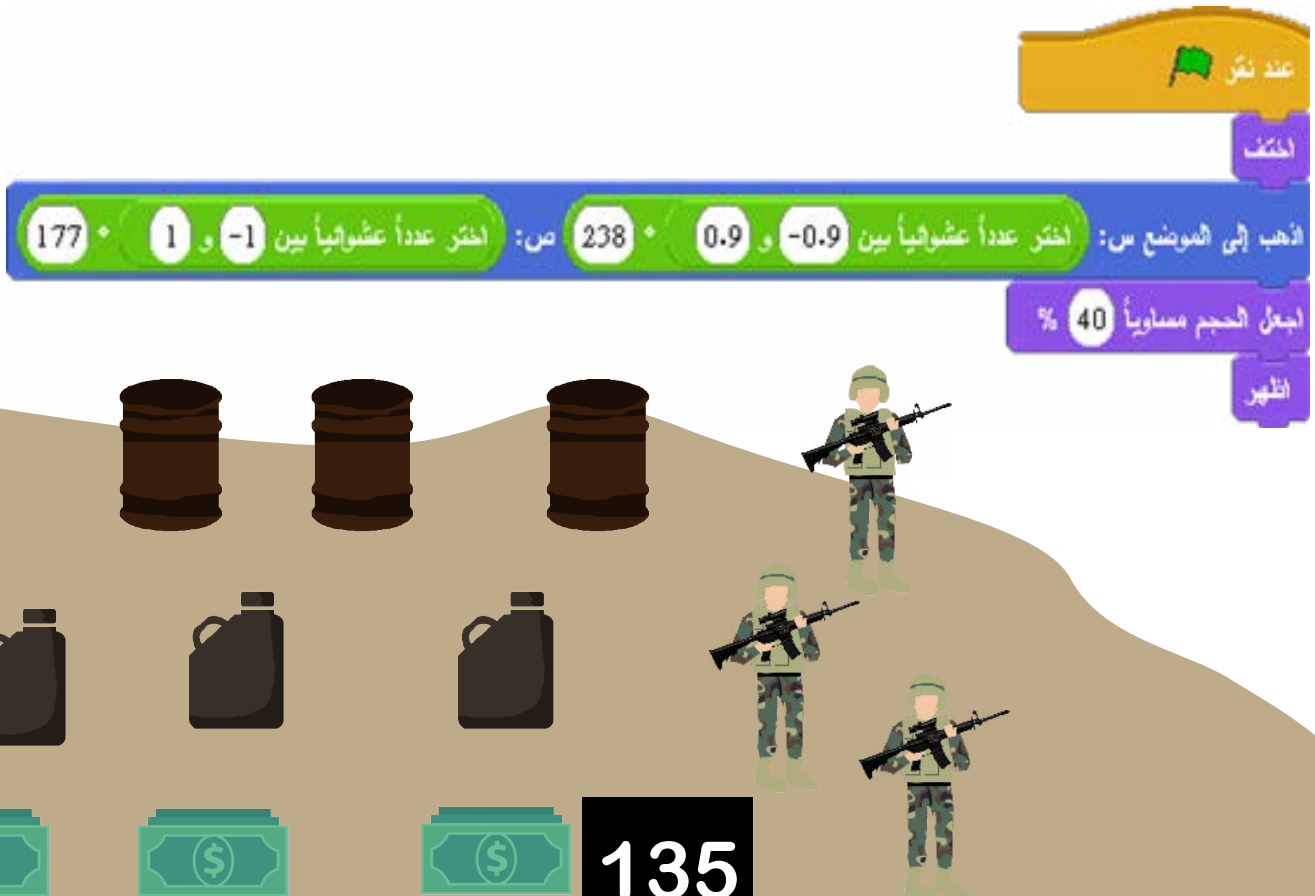 عند نقر
اختف
اذهب إلى الموضع س: اختر عدداً عشوائياً بين -0.9 و 0.9 * 238 ص: اختر عدداً عشوائياً بين -1 و 1 * 177
اجعل الحجم مساوياً 40 %
اظهر
$ $
135